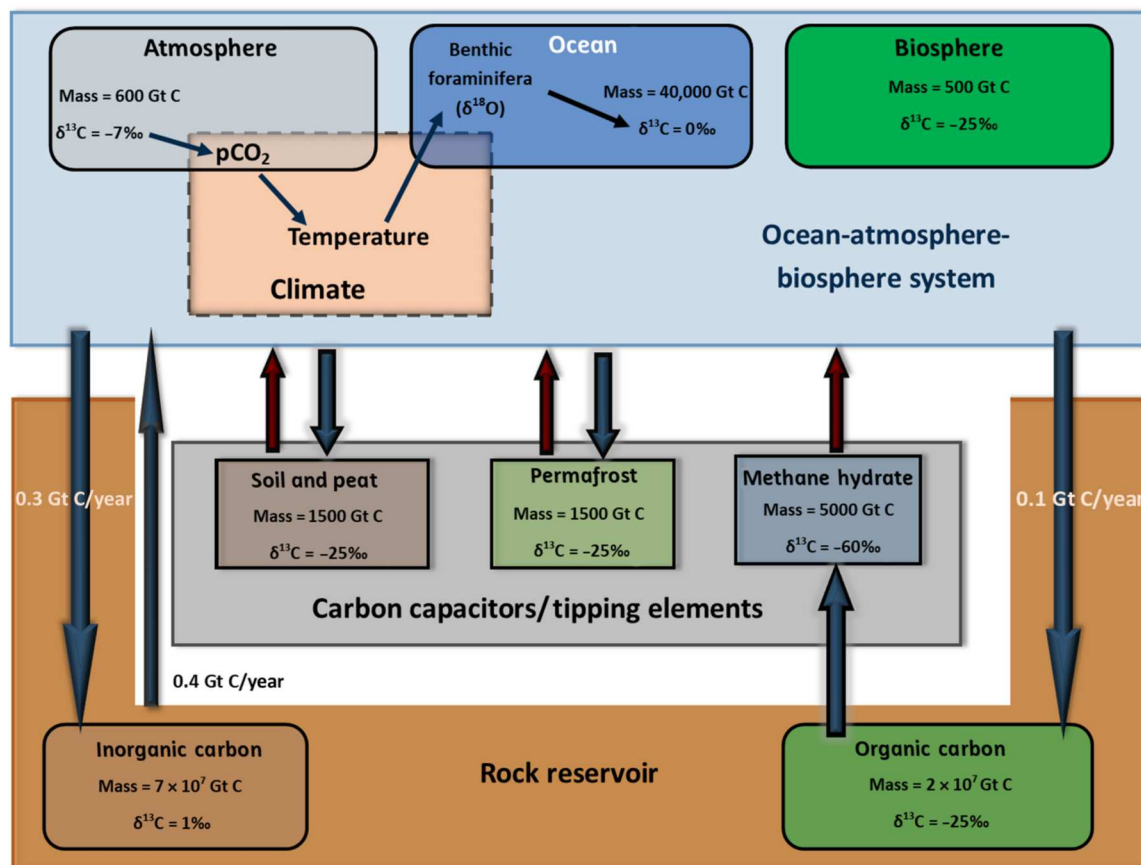 Atmosphere
Mass = 600 Gt C
δ¹³C = −7‰
pCO₂
Temperature
Climate
Ocean
Benthic
foraminifera
(δ¹⁸O)
Mass = 40,000 Gt C
δ¹³C = 0‰
Biosphere
Mass = 500 Gt C
δ¹³C = −25‰
Ocean-atmosphere-
biosphere system
0.3 Gt C/year
0.4 Gt C/year
Soil and peat
Mass = 1500 Gt C
δ¹³C = −25‰
Permafrost
Mass = 1500 Gt C
δ¹³C = −25‰
Methane hydrate
Mass = 5000 Gt C
δ¹³C = −60‰
Carbon capacitors/ tipping elements
0.1 Gt C/year
Inorganic carbon
Mass = 7 × 10⁷ Gt C
δ¹³C = 1‰
Rock reservoir
Organic carbon
Mass = 2 × 10⁷ Gt C
δ¹³C = −25‰